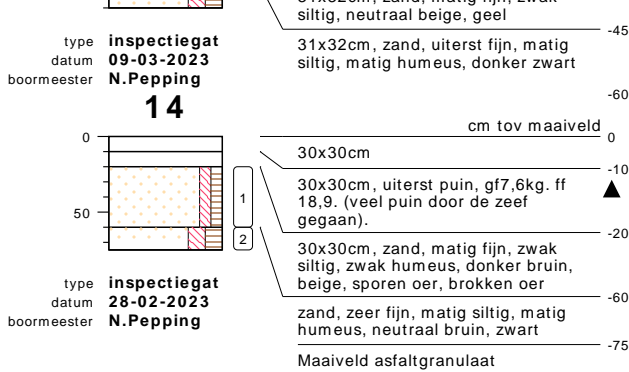 siltig, neutraal beige, geel
-45
31x32cm, zand, uiterst fijn, matig
siltig, matig humeus, donker zwart
-60
type inspectiegat
datum 09-03-2023
boormeester N.Pepping
14
cm tov maaiveld
0
0
30x30cm
-10
30x30cm, uiterst puin, gf7,6kg. ff
18,9. (veel puin door de zeef
gegaan).
-20
1
50
2
30x30cm, zand, matig fijn, zwak
siltig, zwak humeus, donker bruin,
beige, sporen oer, brokken oer
-60
zand, zeer fijn, matig siltig, matig
humeus, neutraal bruin, zwart
-75
Maaiveld asfaltgranulaat
type inspectiegat
datum 28-02-2023
boormeester N.Pepping